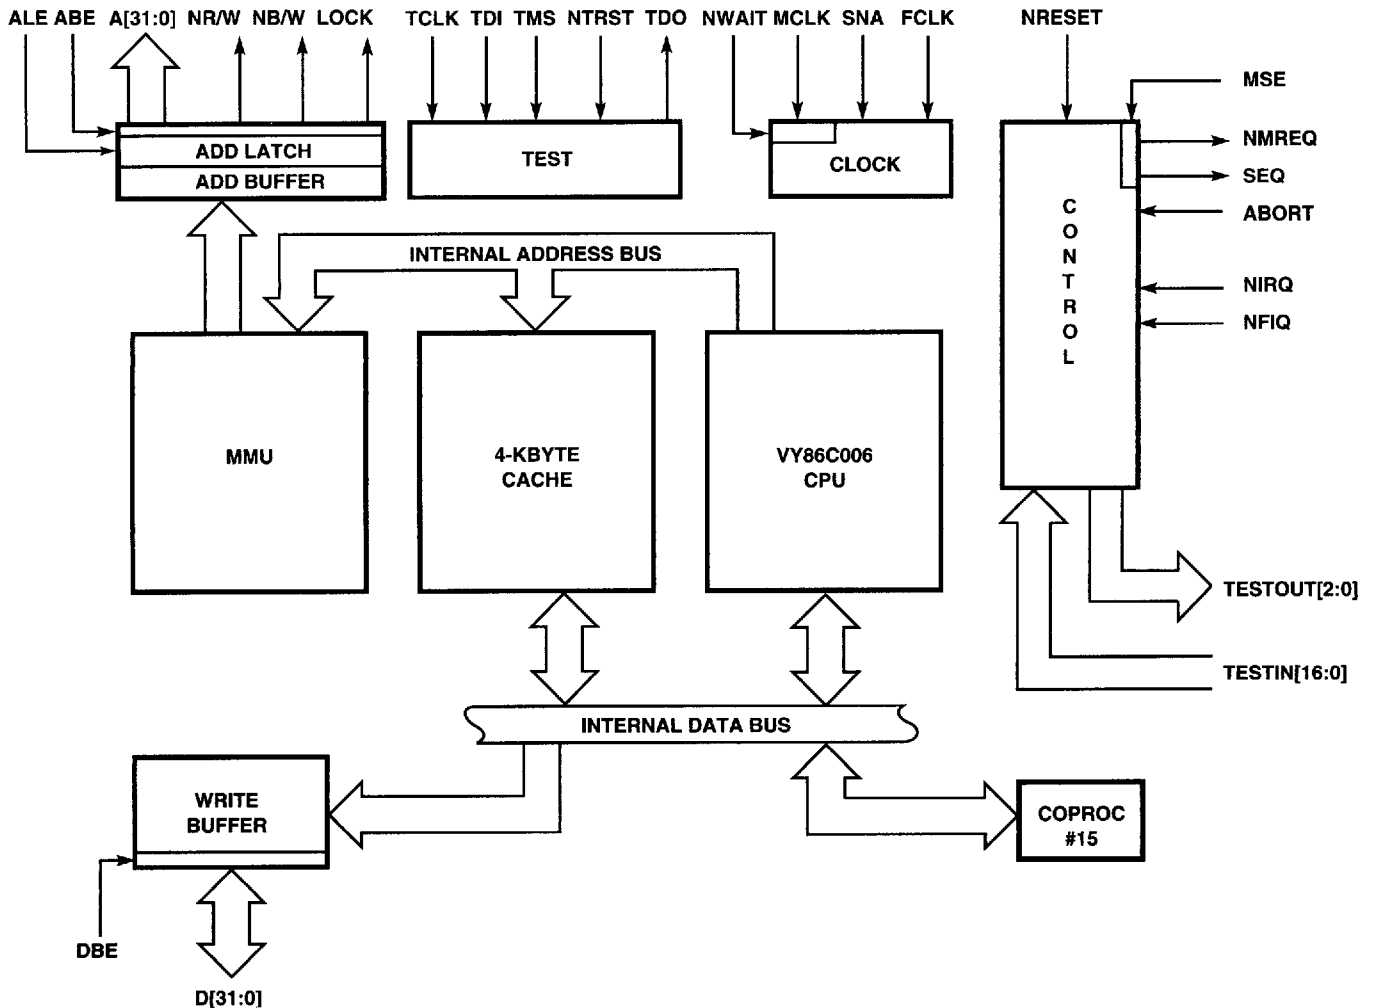 ALE ABE A[31:0] NR/W NB/W LOCK TCLK TDI TMS NTRST TDO NWAIT MCLK SNA FCLK NRESET
MSE
NMREQ
SEQ
ABORT
NIRQ
NFIQ
ADD LATCH
ADD BUFFER
TEST
CLOCK
CONTROL
INTERNAL ADDRESS BUS
MMU
4-KBYTE
CACHE
VY86C006
CPU
TESTOUT[2:0]
TESTIN[16:0]
INTERNAL DATA BUS
WRITE
BUFFER
COPROC
#15
DBE
D[31:0]